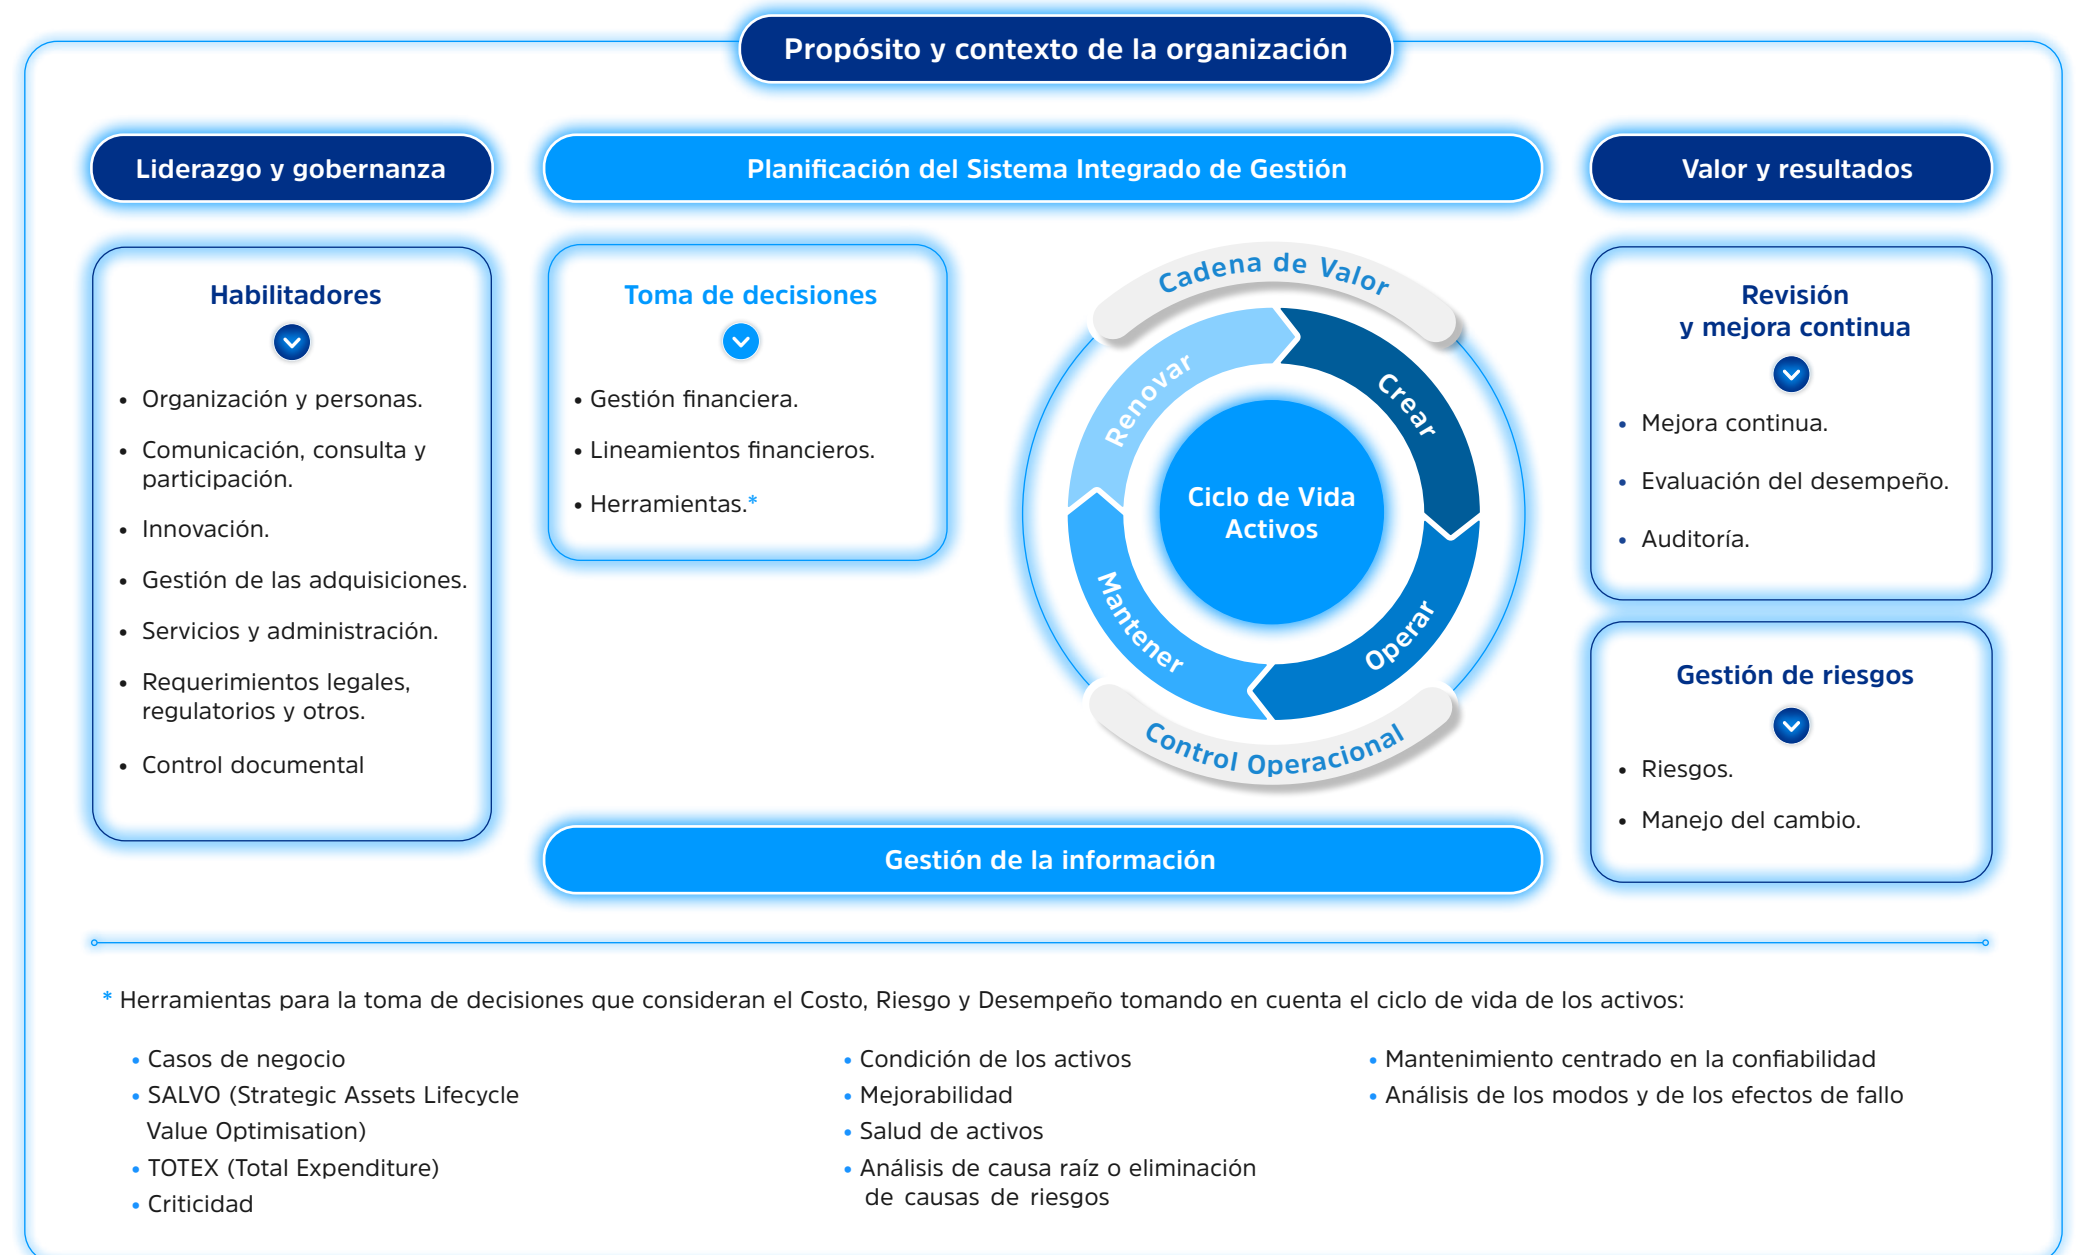 Propósito y contexto de la organización
Liderazgo y gobernanza
Planificación del Sistema Integrado de Gestión
Valor y resultados
Habilitadores
• Organización y personas.
• Comunicación, consulta y
participación.
• Innovación.
• Gestión de las adquisiciones.
• Servicios y administración.
• Requerimientos legales,
regulatorios y otros.
• Control documental
Toma de decisiones
• Gestión financiera.
• Lineamientos financieros.
• Herramientas.*
Cadena de Valor
Renovar
Crear
Ciclo de Vida
Activos
Mantener
Operar
Control Operacional
Gestión de la información
Revisión
y mejora continua
• Mejora continua.
• Evaluación del desempeño.
• Auditoría.
Gestión de riesgos
• Riesgos.
• Manejo del cambio.
* Herramientas para la toma de decisiones que consideran el Costo, Riesgo y Desempeño tomando en cuenta el ciclo de vida de los activos:
• Casos de negocio
• SALVO (Strategic Assets Lifecycle
Value Optimisation)
• TOTEX (Total Expenditure)
• Criticidad
• Condición de los activos
• Mejorabilidad
• Salud de activos
• Análisis de causa raíz o eliminación
de causas de riesgos
• Mantenimiento centrado en la confiabilidad
• Análisis de los modos y de los efectos de fallo